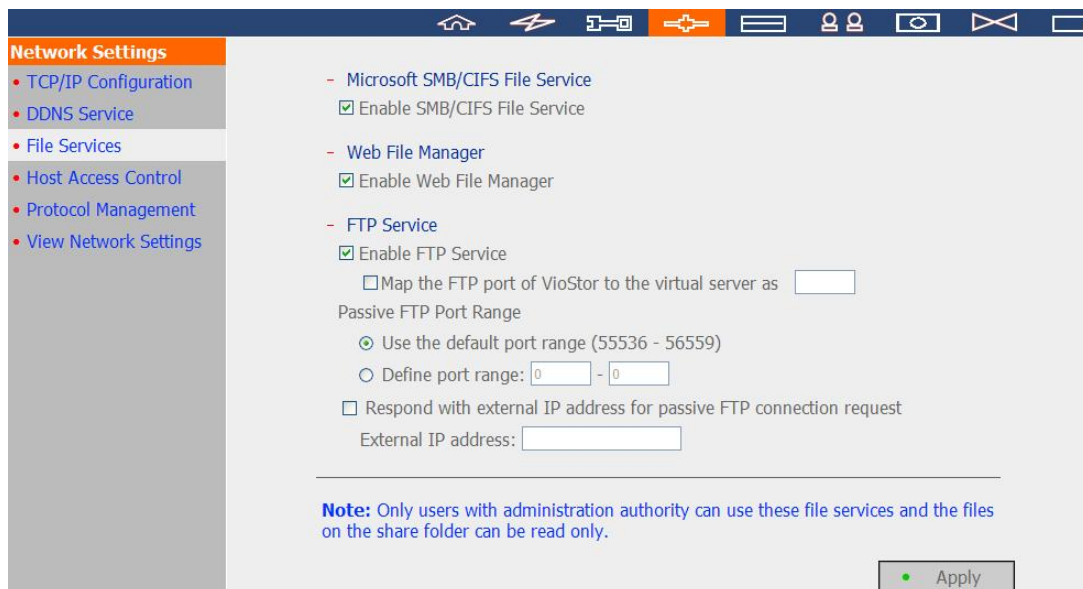 Network Settings
• TCP/IP Configuration
• DDNS Service
• File Services
• Host Access Control
• Protocol Management
• View Network Settings
– Microsoft SMB/CIFS File Service
Enable SMB/CIFS File Service
– Web File Manager
Enable Web File Manager
– FTP Service
Enable FTP Service
Map the FTP port of VioStor to the virtual server as
Passive FTP Port Range
Use the default port range (55536 - 56559)
Define port range: 0 - 0
Respond with external IP address for passive FTP connection request
External IP address:
Note: Only users with administration authority can use these file services and the files
on the share folder can be read only.
• Apply